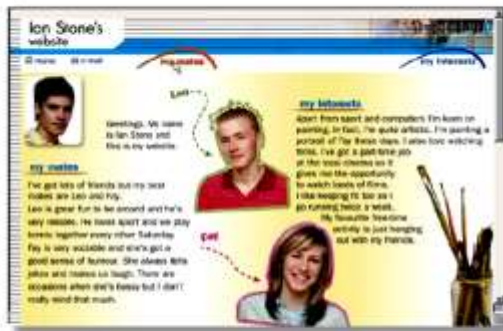 Ian Stone's
website
home e-mail
my mates
my interests
Leo
Greetings. My name
is Ian Stone and
this is my website.
my mates
I've got lots of friends but my best
mates are Leo and Fay.
Leo is great fun to be around and he's
very reliable. He loves sport and we play
tennis together every other Saturday.
Fay is very sociable and she's got a
good sense of humour. She always tells
jokes and makes us laugh. There are
occasions when she's bossy but I don't
really mind that much.
my interests
Apart from sport and computers I'm keen on
painting. In fact, I'm quite artistic. I'm painting a
portrait of Fay these days. I also love watching
films. I've got a part-time job
at the local cinema so it
gives me the opportunity
to watch loads of films.
I like keeping fit too so I
go running twice a week.
My favourite free-time
activity is just hanging
out with my friends.
Fay